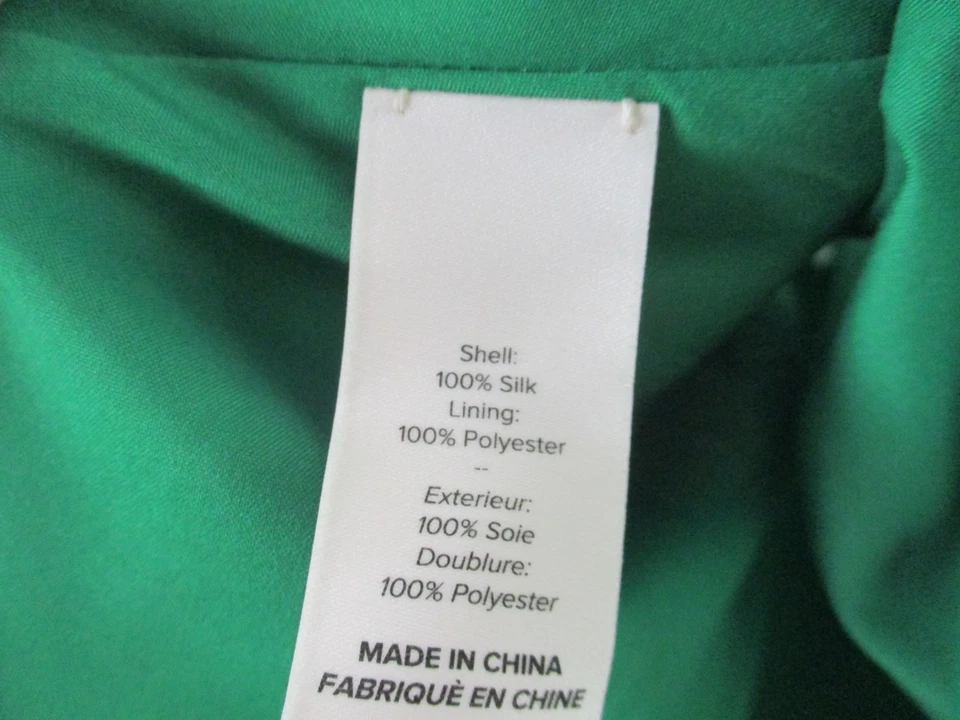 Shell:
100% Silk
Lining:
100% Polyester
--
Exterieur:
100% Soie
Doublure:
100% Polyester
MADE IN CHINA
FABRIQUÈ EN CHINE